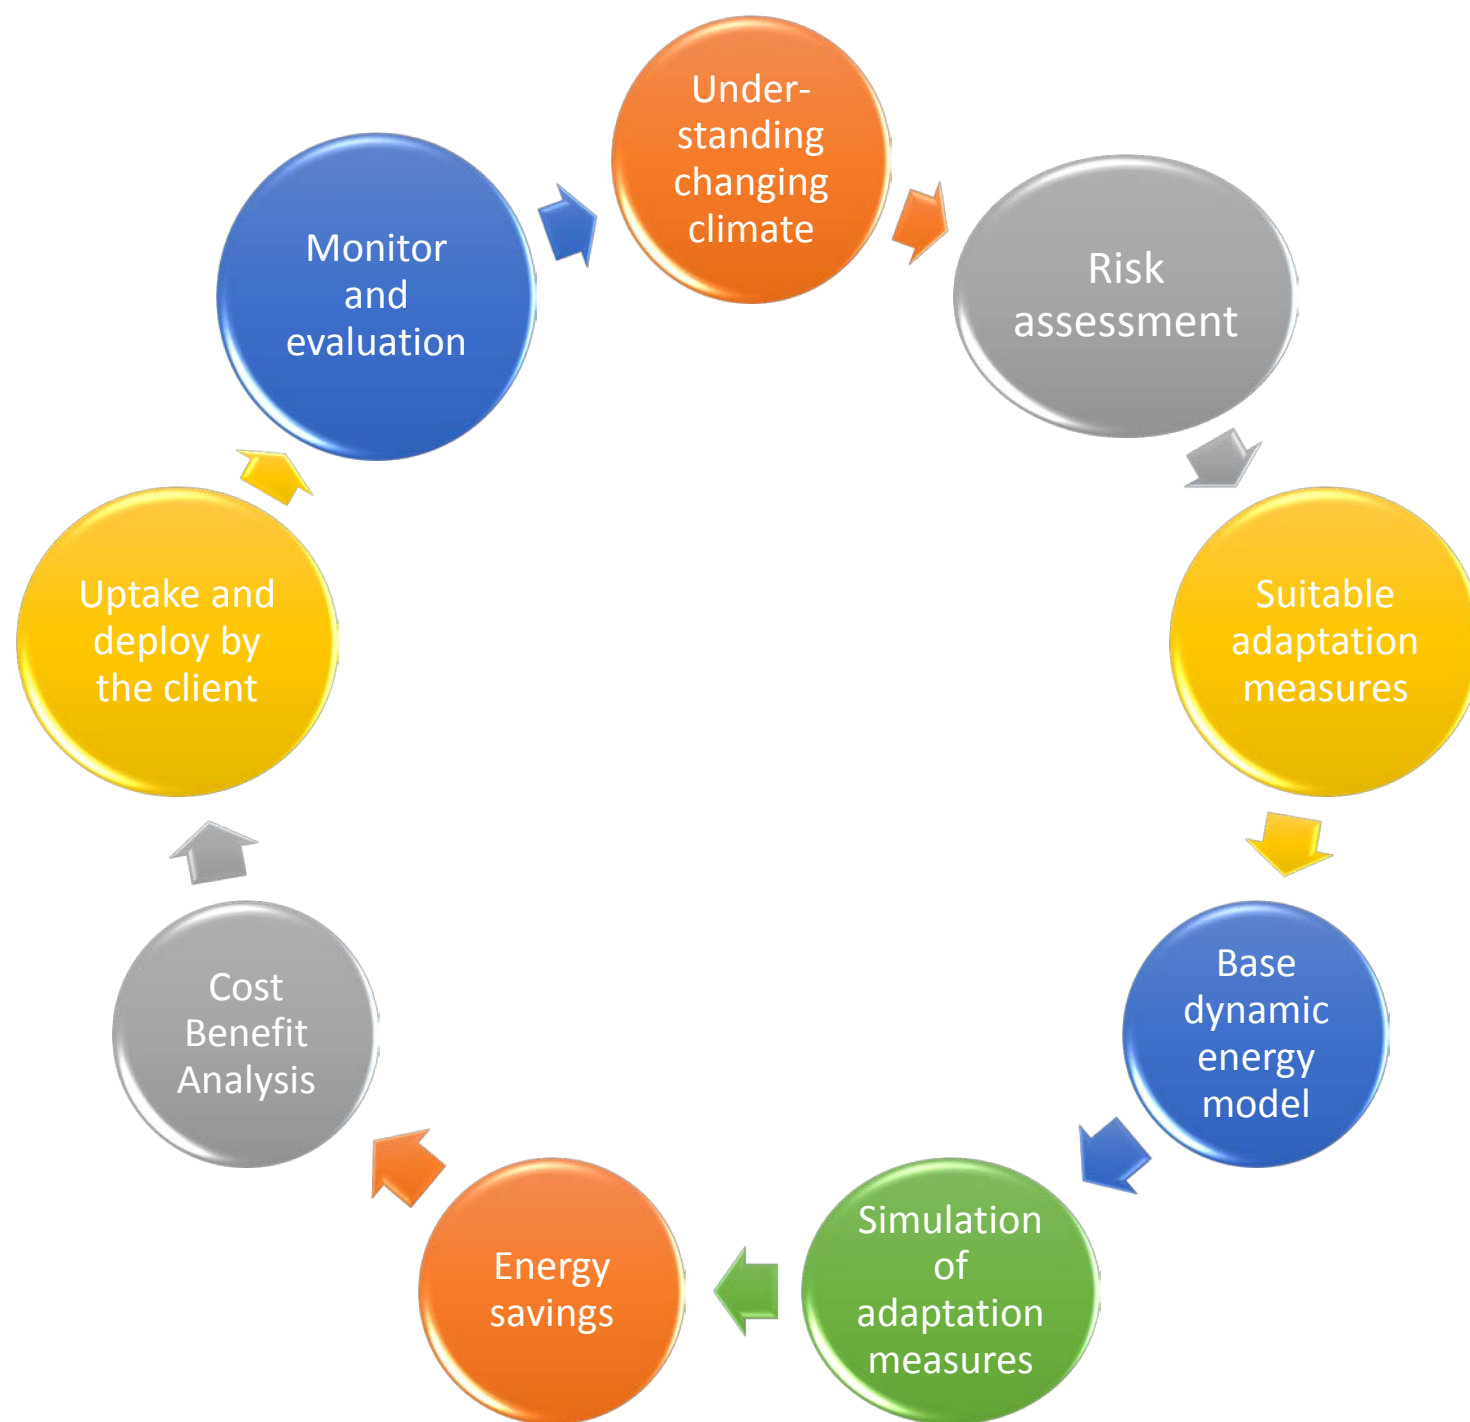 Under-
standing
changing
climate
Risk
assessment
Suitable
adaptation
measures
Base
dynamic
energy
model
Simulation
of
adaptation
measures
Energy
savings
Cost
Benefit
Analysis
Uptake and
deploy by
the client
Monitor
and
evaluation